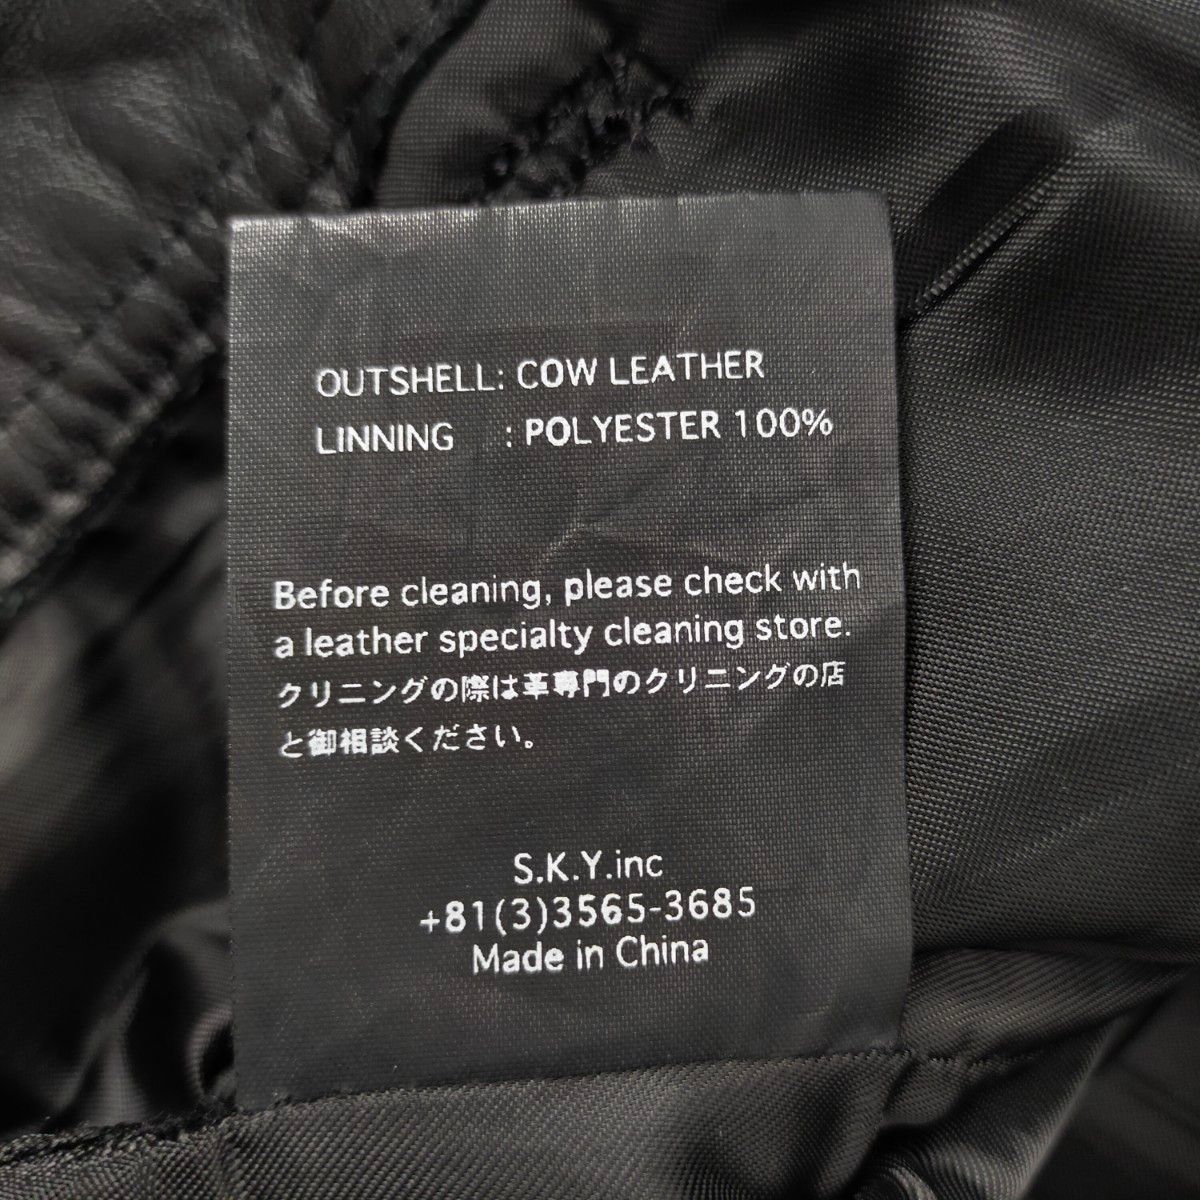 OUTSHELL: COW LEATHER
LINNING : POLYESTER 100%
Before cleaning, please check with
a leather specialty cleaning store.
クリニングの際は革専門のクリニングの店
と御相談ください。
S.K.Y.inc
+81(3)3565-3685
Made in China